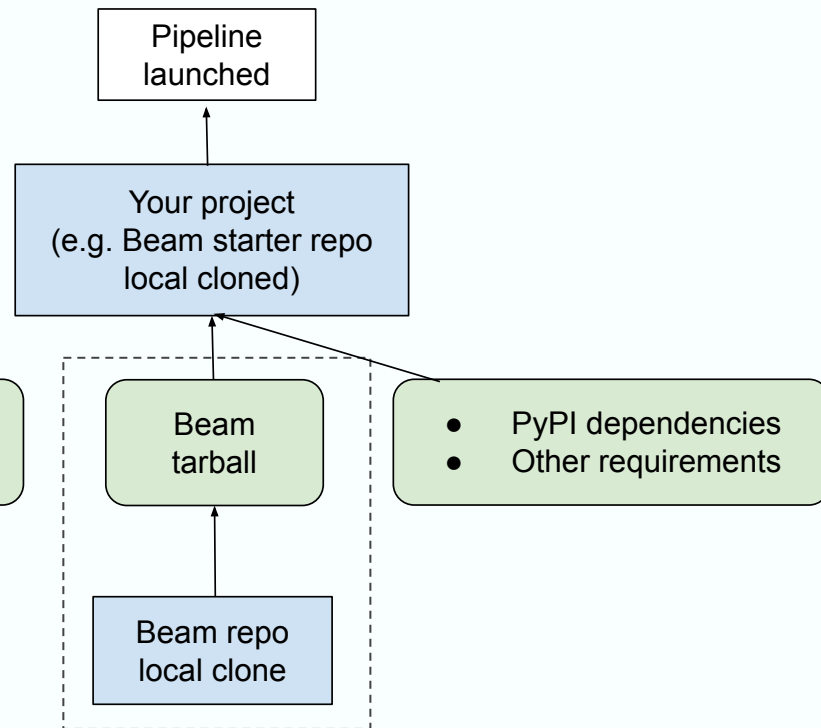 Pipeline
launched
Your project
(e.g. Beam starter repo
local cloned)
Beam
tarball
● PyPI dependencies
● Other requirements
Beam repo
local clone